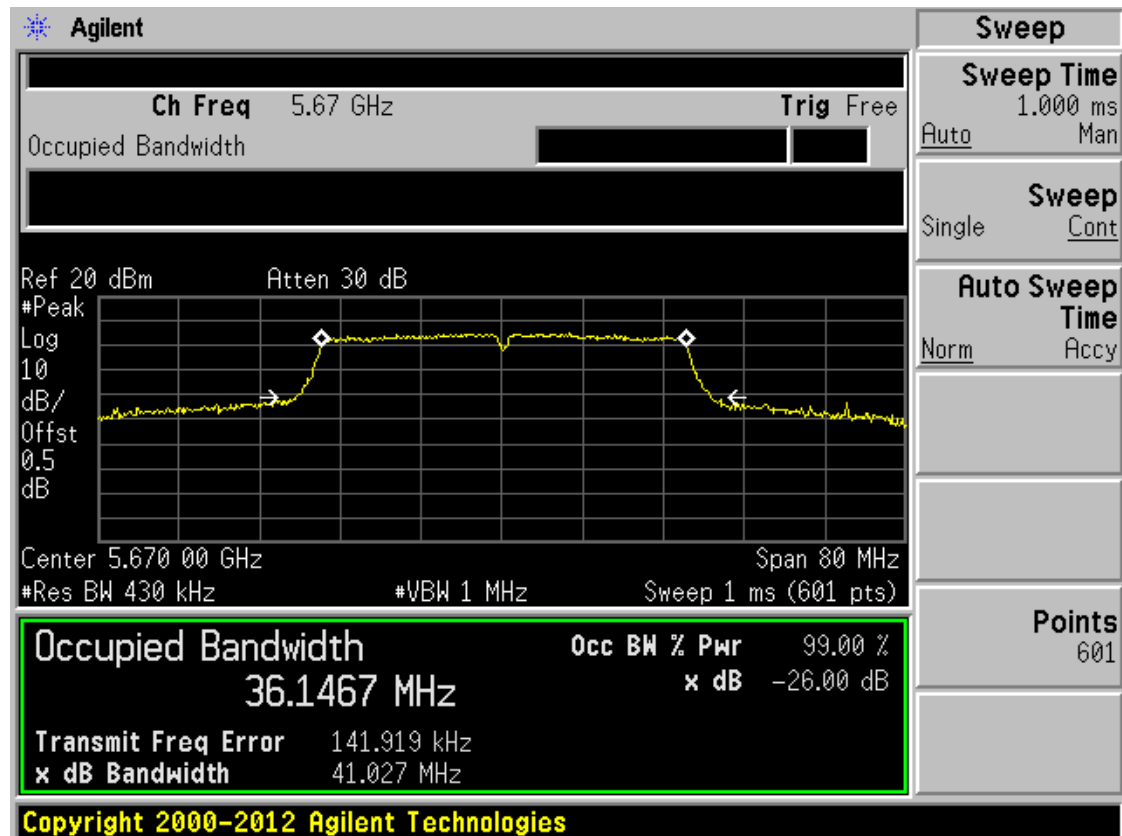 Agilent
Ch Freq 5.67 GHz Trig Free
Occupied Bandwidth
Ref 20 dBm Atten 30 dB
#Peak
Log
10
dB/
Offst
0.5
dB
Center 5.670 00 GHz Span 80 MHz
#Res BW 430 kHz #VBW 1 MHz Sweep 1 ms (601 pts)
Occupied Bandwidth Occ BW % Pwr 99.00 %
36.1467 MHz x dB -26.00 dB
Transmit Freq Error 141.919 kHz
x dB Bandwidth 41.027 MHz
Copyright 2000-2012 Agilent Technologies
Sweep
Sweep Time
1.000 ms
Auto Man
Sweep
Single Cont
Auto Sweep
Time
Norm Accy
Points
601